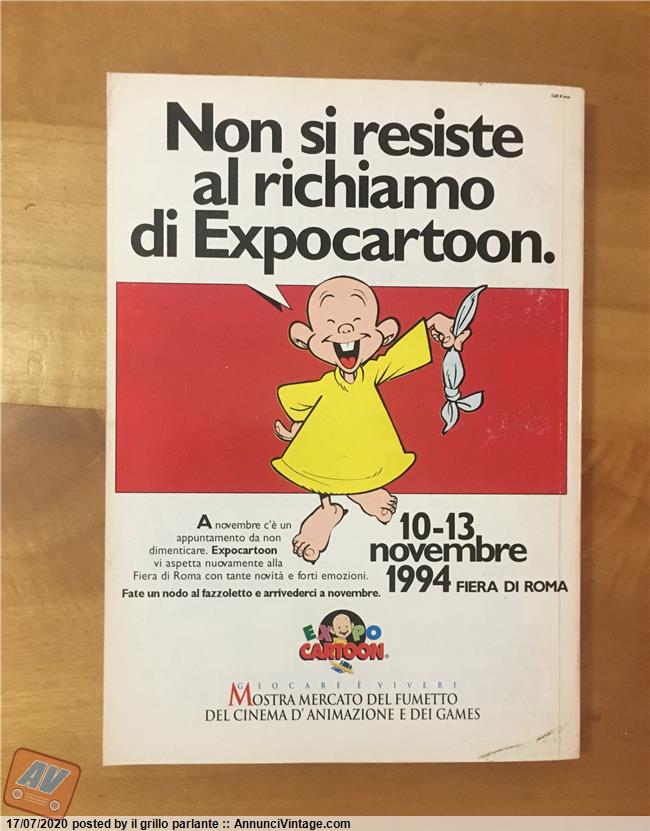 Non si resiste
al richiamo
di Expocartoon.
A novembre c'è un
appuntamento da non
dimenticare. Expocartoon
vi aspetta nuovamente alla
Fiera di Roma con tante novità e forti emozioni.
Fate un nodo al fazzoletto e arrivederci a novembre.
10-13
novembre
1994 FIERA DI ROMA
EXPO
CARTOON
GIOCARE È VIVERE
MOSTRA MERCATO DEL FUMETTO
DEL CINEMA D'ANIMAZIONE E DEI GAMES
AV
17/07/2020 posted by il grillo parlante :: AnnunciVintage.com